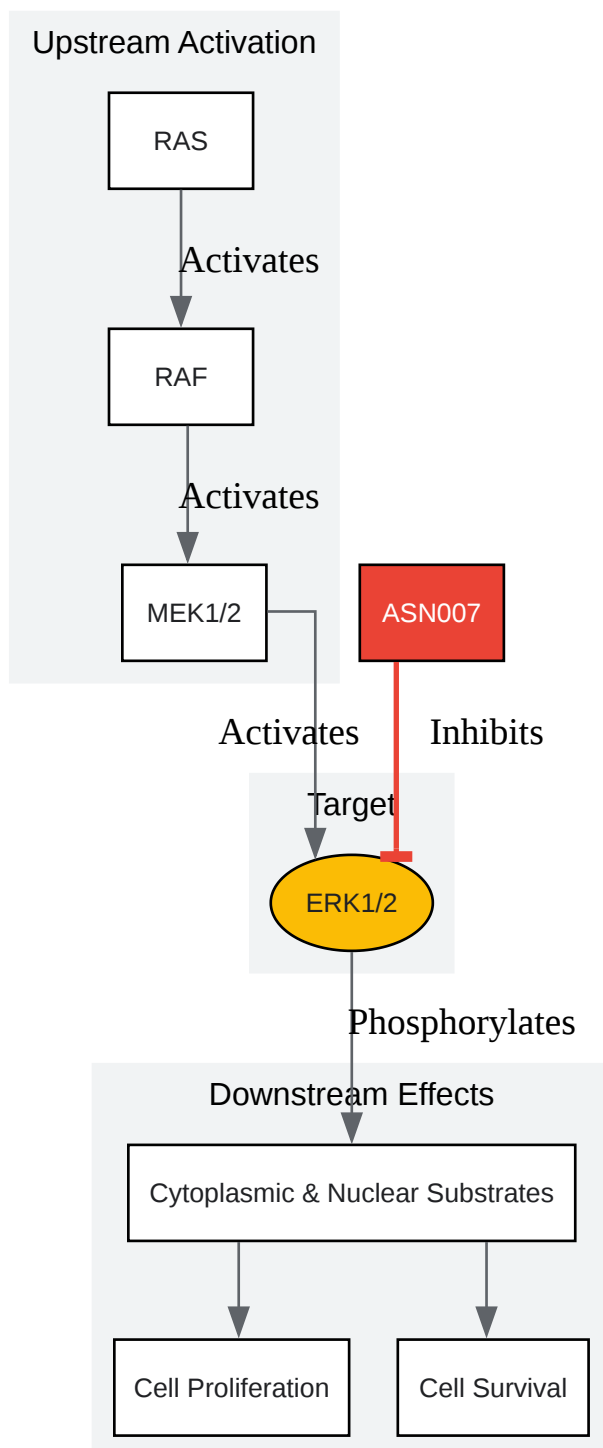 Upstream Activation
RAS
Activates
RAF
Activates
MEK1/2
ASN007
Activates
Inhibits
Target
ERK1/2
Phosphorylates
Downstream Effects
Cytoplasmic & Nuclear Substrates
Cell Proliferation
Cell Survival